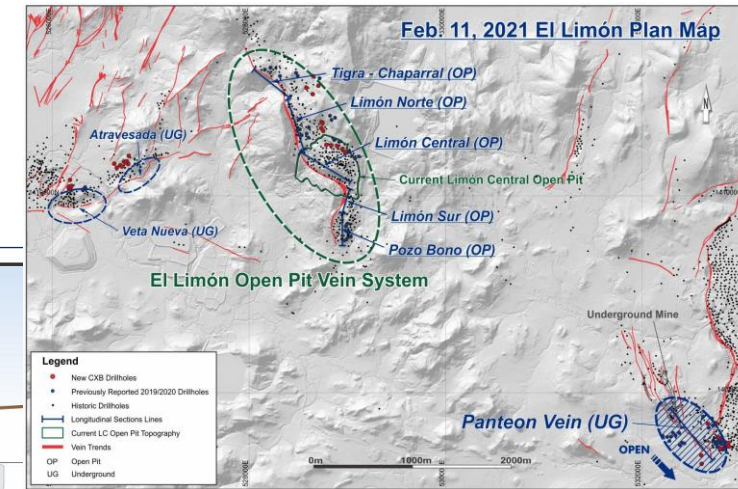 Feb. 11, 2021 El Limón Plan Map
Tigra - Chaparral (OP)
Limón Norte (OP)
Atravesada (UG)
Limón Central (OP)
Current Limón Central Open Pit
Limón Sur (OP)
Veta Nueva (UG)
Pozo Bono (OP)
El Limón Open Pit Vein System
N
Underground Mine
Legend
New CXB Drillholes
Previously Reported 2019/2020 Drillholes
Historic Drillholes
Longitudinal Sections Lines
Current LC Open Pit Topography
Vein Trends
OP Open Pit
UG Underground
Panteon Vein (UG)
OPEN
0m 1000m 2000m